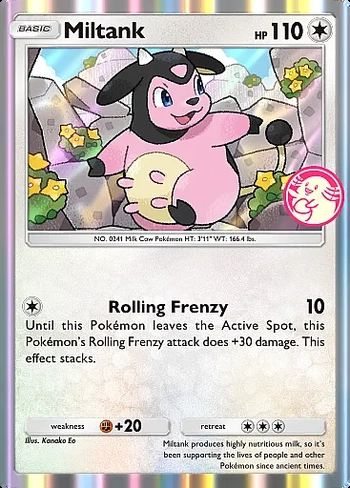 BASIC
Miltank
HP 110
NO. 0241 Milk Cow Pokémon HT: 3'11" WT: 166.4 lbs.
Rolling Frenzy 10
Until this Pokémon leaves the Active Spot, this
Pokémon's Rolling Frenzy attack does +30 damage. This
effect stacks.
weakness +20 retreat
Illus. Kanako Eo
Miltank produces highly nutritious milk, so it's
been supporting the lives of people and other
Pokémon since ancient times.